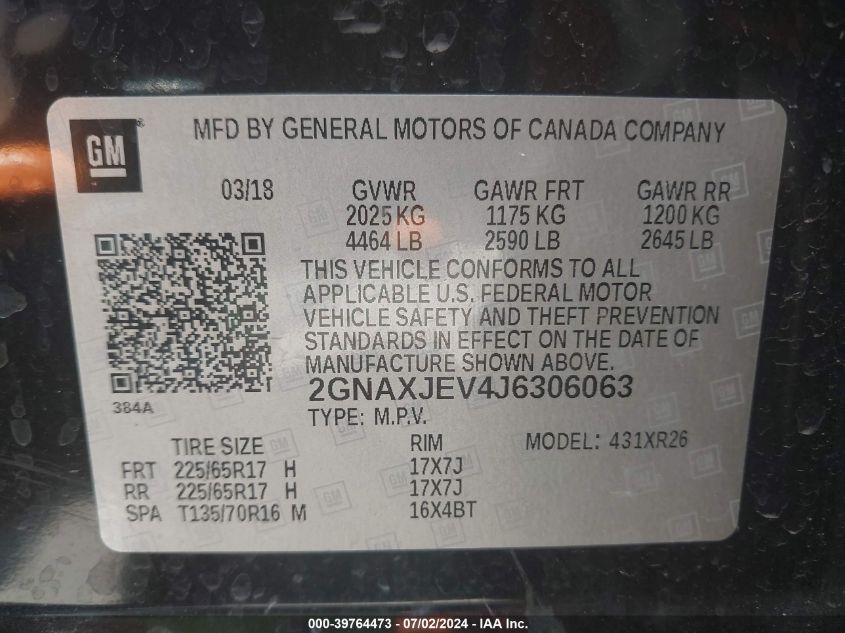 GM
MFD BY GENERAL MOTORS OF CANADA COMPANY
03/18 GVWR GAWR FRT GAWR RR
2025 KG 1175 KG 1200 KG
4464 LB 2590 LB 2645 LB
THIS VEHICLE CONFORMS TO ALL
APPLICABLE U.S. FEDERAL MOTOR
VEHICLE SAFETY AND THEFT PREVENTION
STANDARDS IN EFFECT ON THE DATE OF
MANUFACTURE SHOWN ABOVE.
384A
2GNAXJEV4J6306063
TYPE: M.P.V.
TIRE SIZE RIM MODEL: 431XR26
FRT 225/65R17 H 17X7J
RR 225/65R17 H 17X7J
SPA T135/70R16 M 16X4BT
000-39764473 - 07/02/2024 - IAA Inc.